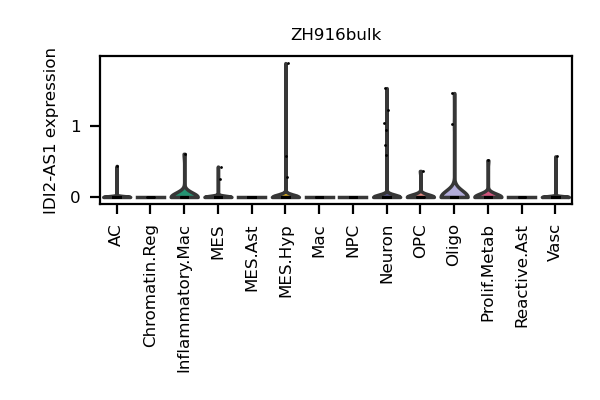 ZH916bulk
IDI2-AS1 expression
1
0
AC
Chromatin.Reg
Inflammatory.Mac
MES
MES.Ast
MES.Hyp
Mac
NPC
Neuron
OPC
Oligo
Prolif.Metab
Reactive.Ast
Vasc